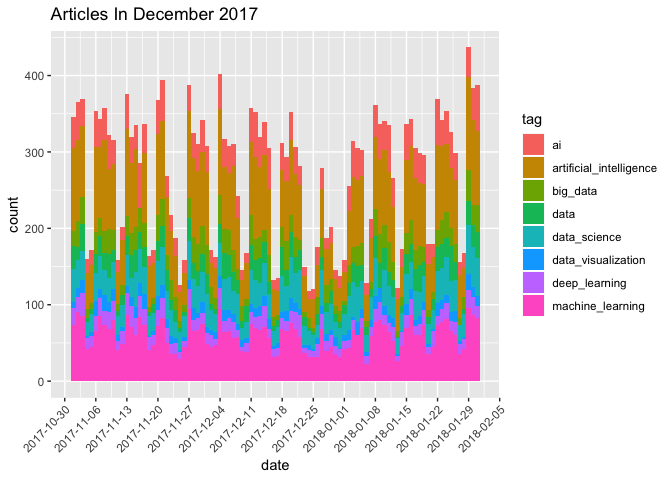 Articles In December 2017
400
300
200
100
0
count
2017-10-30
2017-11-06
2017-11-13
2017-11-20
2017-11-27
2017-12-04
2017-12-11
2017-12-18
2017-12-25
2018-01-01
2018-01-08
2018-01-15
2018-01-22
2018-01-29
2018-02-05
date
tag
ai
artificial_intelligence
big_data
data
data_science
data_visualization
deep_learning
machine_learning